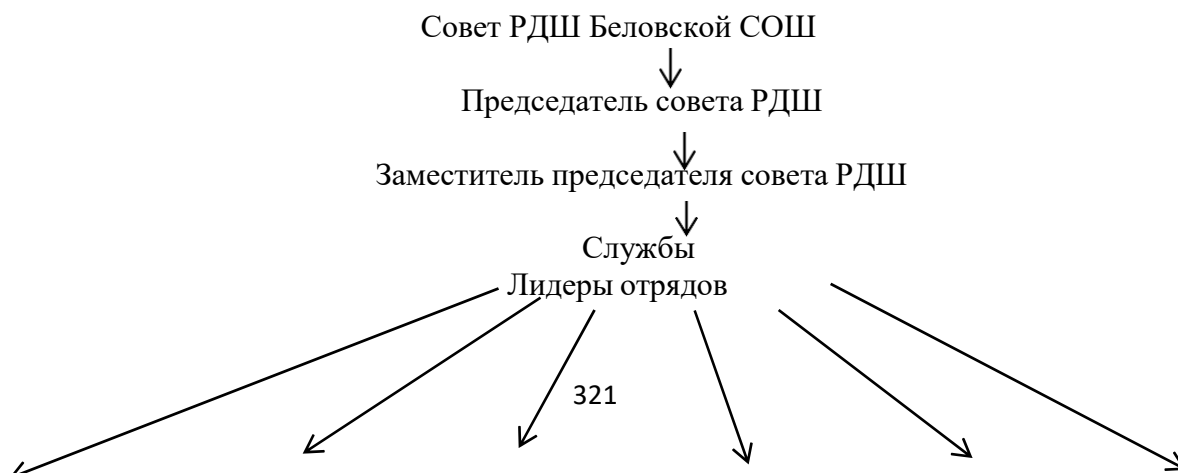 Совет РДШ Беловской СОШ
Председатель совета РДШ
Заместитель председателя совета РДШ
Службы
Лидеры отрядов
321